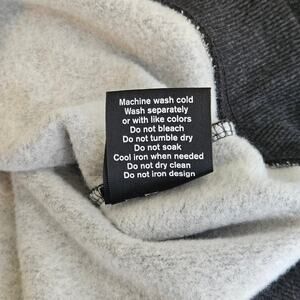 Machine wash cold
Wash separately
or with like colors
Do not bleach
Do not tumble dry
Do not soak
Cool iron when needed
Do not dry clean
Do not iron design